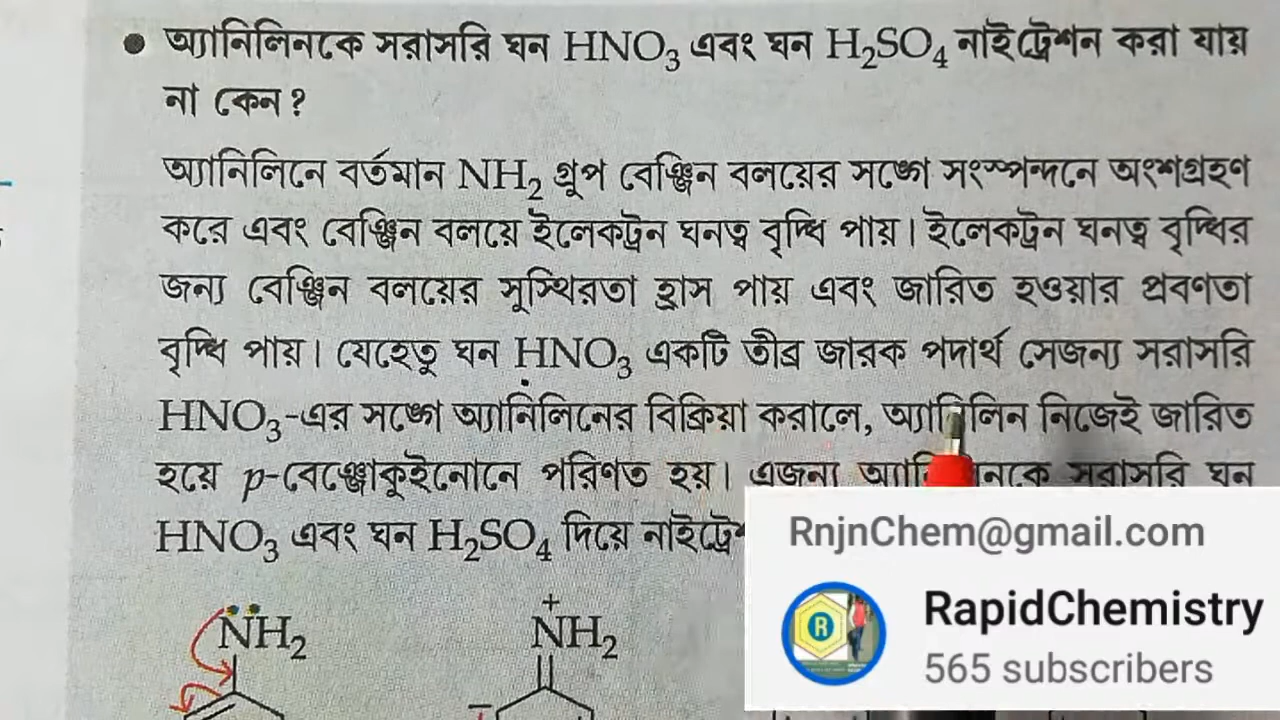 ● অ্যানিলিনকে সরাসরি ঘন HNO₃ এবং ঘন H₂SO₄ নাইট্রেশন করা যায়
না কেন?
অ্যানিলিনে বর্তমান NH₂ গ্রুপ বেঞ্জিন বলয়ের সঙ্গে সংস্পন্দনে অংশগ্রহণ
করে এবং বেঞ্জিন বলয়ে ইলেকট্রন ঘনত্ব বৃদ্ধি পায়। ইলেকট্রন ঘনত্ব বৃদ্ধির
জন্য বেঞ্জিন বলয়ের সুস্থিরতা হ্রাস পায় এবং জারিত হওয়ার প্রবণতা
বৃদ্ধি পায়। যেহেতু ঘন HNO₃ একটি তীব্র জারক পদার্থ সেজন্য সরাসরি
HNO₃-এর সঙ্গে অ্যানিলিনের বিক্রিয়া করালে, অ্যানিলিন নিজেই জারিত
হয়ে p-বেঞ্জোকুইনোনে পরিণত হয়। এজন্য সরাসরি ঘন
HNO₃ এবং ঘন H₂SO₄ দিয়ে
RnjnChem@gmail.com
RapidChemistry
565 subscribers
R
NH₂
+
NH₂